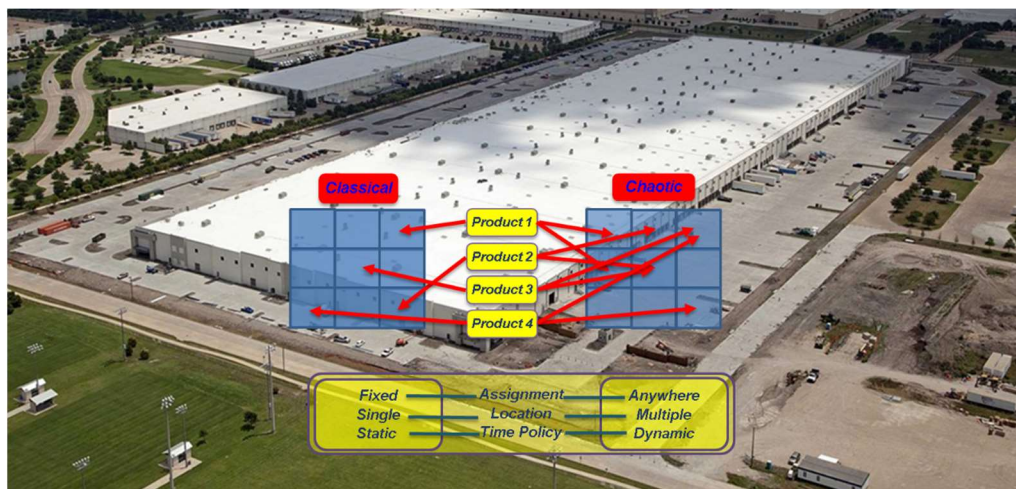 Classical
Chaotic
Product 1
Product 2
Product 3
Product 4
Fixed Assignment Anywhere
Single Location Multiple
Static Time Policy Dynamic